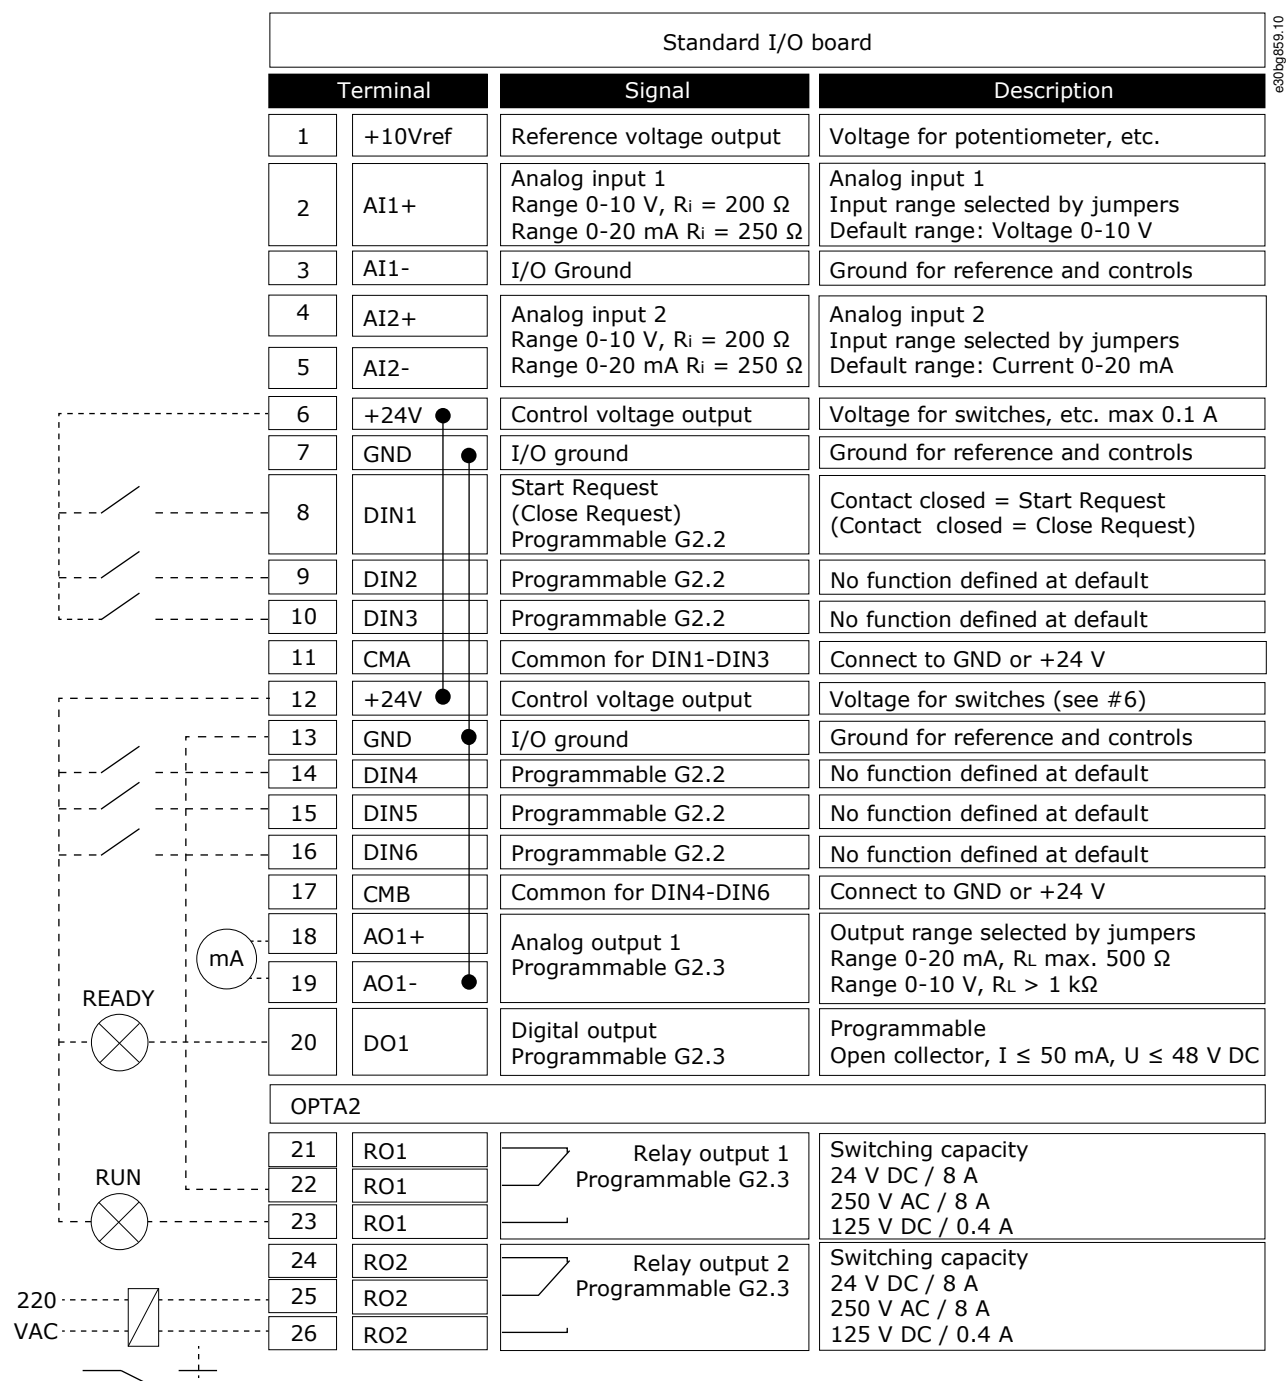 Standard I/O board
e30bg859.10
Terminal Signal Description
1 +10Vref Reference voltage output Voltage for potentiometer, etc.
2 AI1+ Analog input 1
Range 0-10 V, Ri = 200 Ω
Range 0-20 mA Ri = 250 Ω
Analog input 1
Input range selected by jumpers
Default range: Voltage 0-10 V
3 AI1- I/O Ground Ground for reference and controls
4 AI2+
5 AI2-
Analog input 2
Range 0-10 V, Ri = 200 Ω
Range 0-20 mA Ri = 250 Ω
Analog input 2
Input range selected by jumpers
Default range: Current 0-20 mA
6 +24V Control voltage output Voltage for switches, etc. max 0.1 A
7 GND I/O ground Ground for reference and controls
8 DIN1 Start Request
(Close Request)
Programmable G2.2
Contact closed = Start Request
(Contact closed = Close Request)
9 DIN2 Programmable G2.2 No function defined at default
10 DIN3 Programmable G2.2 No function defined at default
11 CMA Common for DIN1-DIN3 Connect to GND or +24 V
12 +24V Control voltage output Voltage for switches (see #6)
13 GND I/O ground Ground for reference and controls
14 DIN4 Programmable G2.2 No function defined at default
15 DIN5 Programmable G2.2 No function defined at default
16 DIN6 Programmable G2.2 No function defined at default
17 CMB Common for DIN4-DIN6 Connect to GND or +24 V
mA
18 AO1+
19 AO1-
Analog output 1
Programmable G2.3
Output range selected by jumpers
Range 0-20 mA, RL max. 500 Ω
Range 0-10 V, RL > 1 kΩ
READY
20 DO1 Digital output
Programmable G2.3
Programmable
Open collector, I ≤ 50 mA, U ≤ 48 V DC
OPTA2
21 RO1
22 RO1
23 RO1
RUN
Relay output 1
Programmable G2.3
Switching capacity
24 V DC / 8 A
250 V AC / 8 A
125 V DC / 0.4 A
24 RO2
25 RO2
26 RO2
220
VAC
Relay output 2
Programmable G2.3
Switching capacity
24 V DC / 8 A
250 V AC / 8 A
125 V DC / 0.4 A